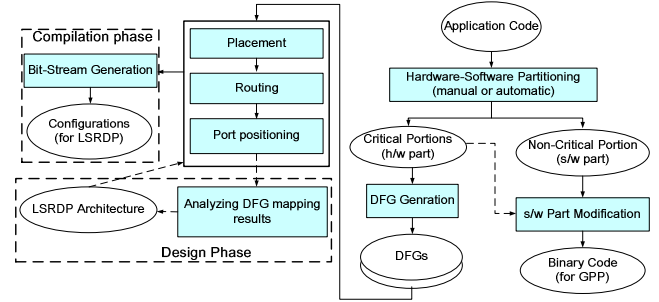 Compilation phase
Bit-Stream Generation
Configurations
(for LSRDP)
Placement
Routing
Port positioning
LSRDP Architecture
Analyzing DFG mapping
results
Design Phase
Application Code
Hardware-Software Partitioning
(manual or automatic)
Critical Portions
(h/w part)
Non-Critical Portion
(s/w part)
DFG Genration
s/w Part Modification
DFGs
Binary Code
(for GPP)